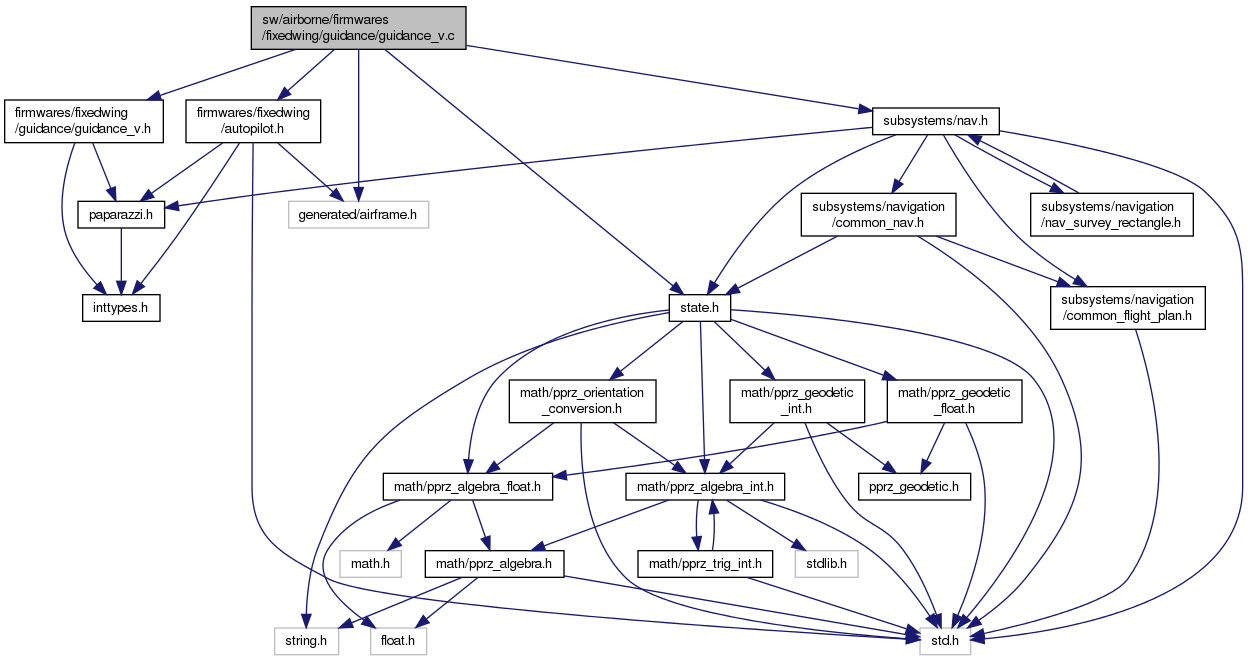 sw/airborne/firmwares
/fixedwing/guidance/guidance_v.c
firmwares/fixedwing
/guidance/guidance_v.h
firmwares/fixedwing
/autopilot.h
subsystems/nav.h
paparazzi.h
generated/airframe.h
subsystems/navigation
/common_nav.h
subsystems/navigation
/nav_survey_rectangle.h
inttypes.h
state.h
subsystems/navigation
/common_flight_plan.h
math/pprz_orientation
_conversion.h
math/pprz_geodetic
_int.h
math/pprz_geodetic
_float.h
math/pprz_algebra_float.h
math/pprz_algebra_int.h
pprz_geodetic.h
math.h
math/pprz_algebra.h
math/pprz_trig_int.h
stdlib.h
string.h
float.h
std.h